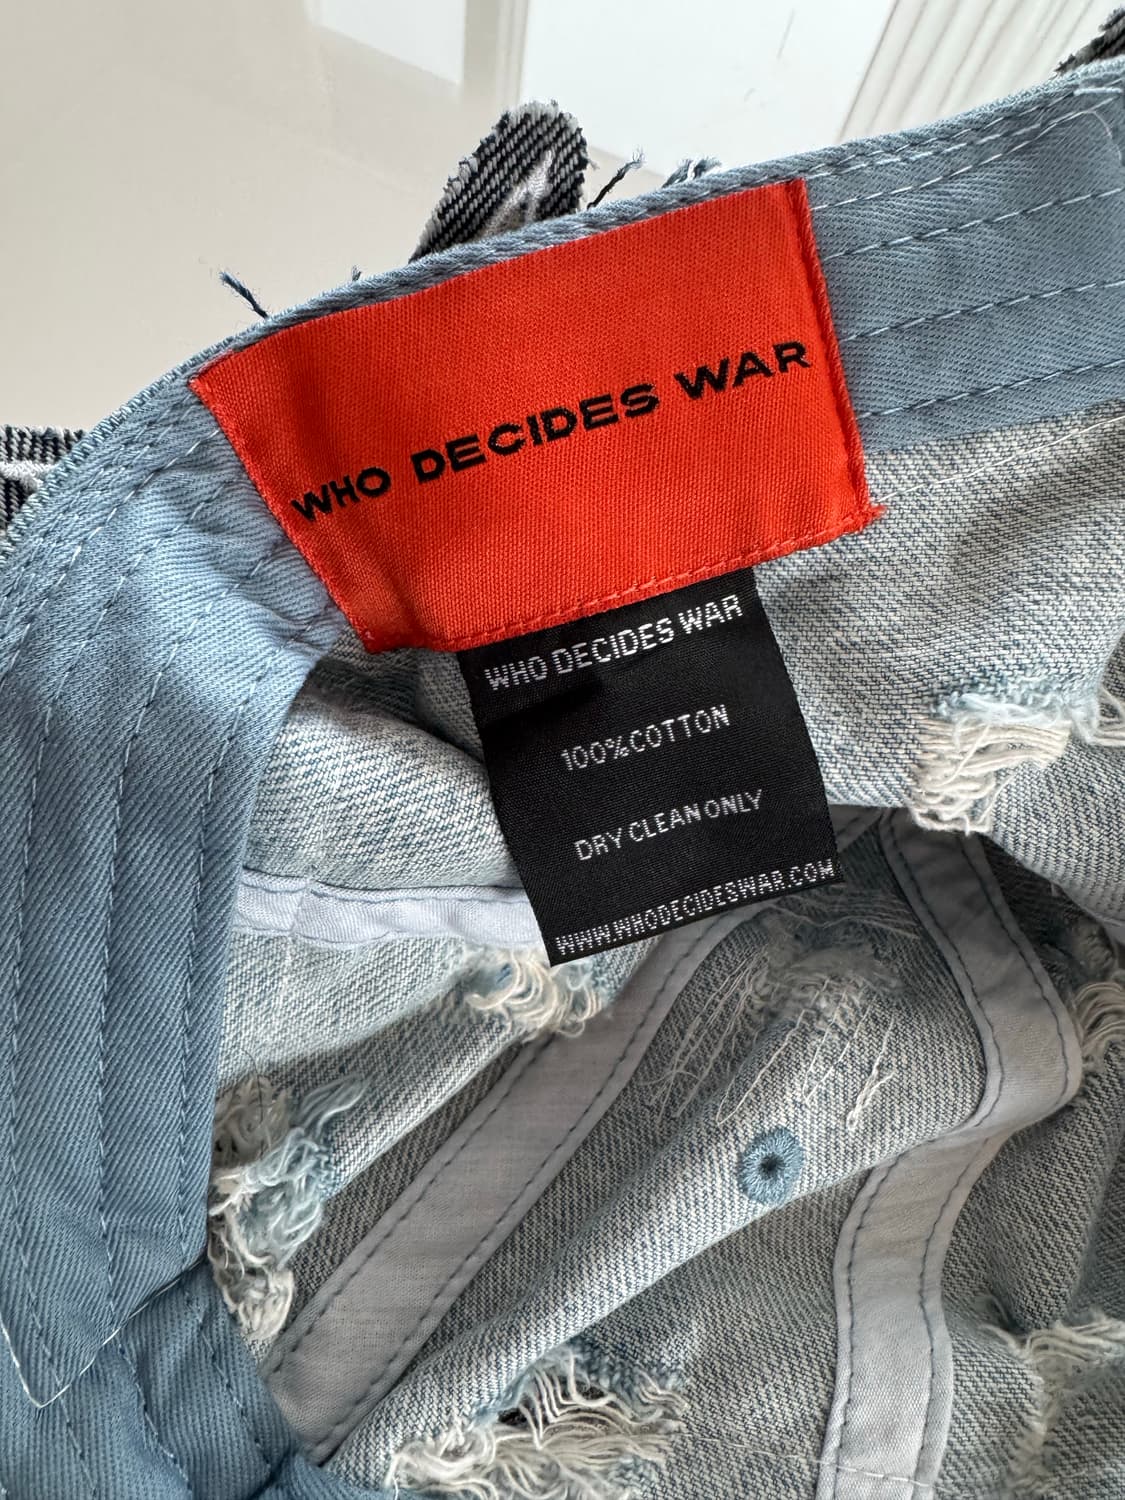 WHO DECIDES WAR
WHO DECIDES WAR
100%COTTON
DRY CLEAN ONLY
WWW.WHODECIDESWAR.COM